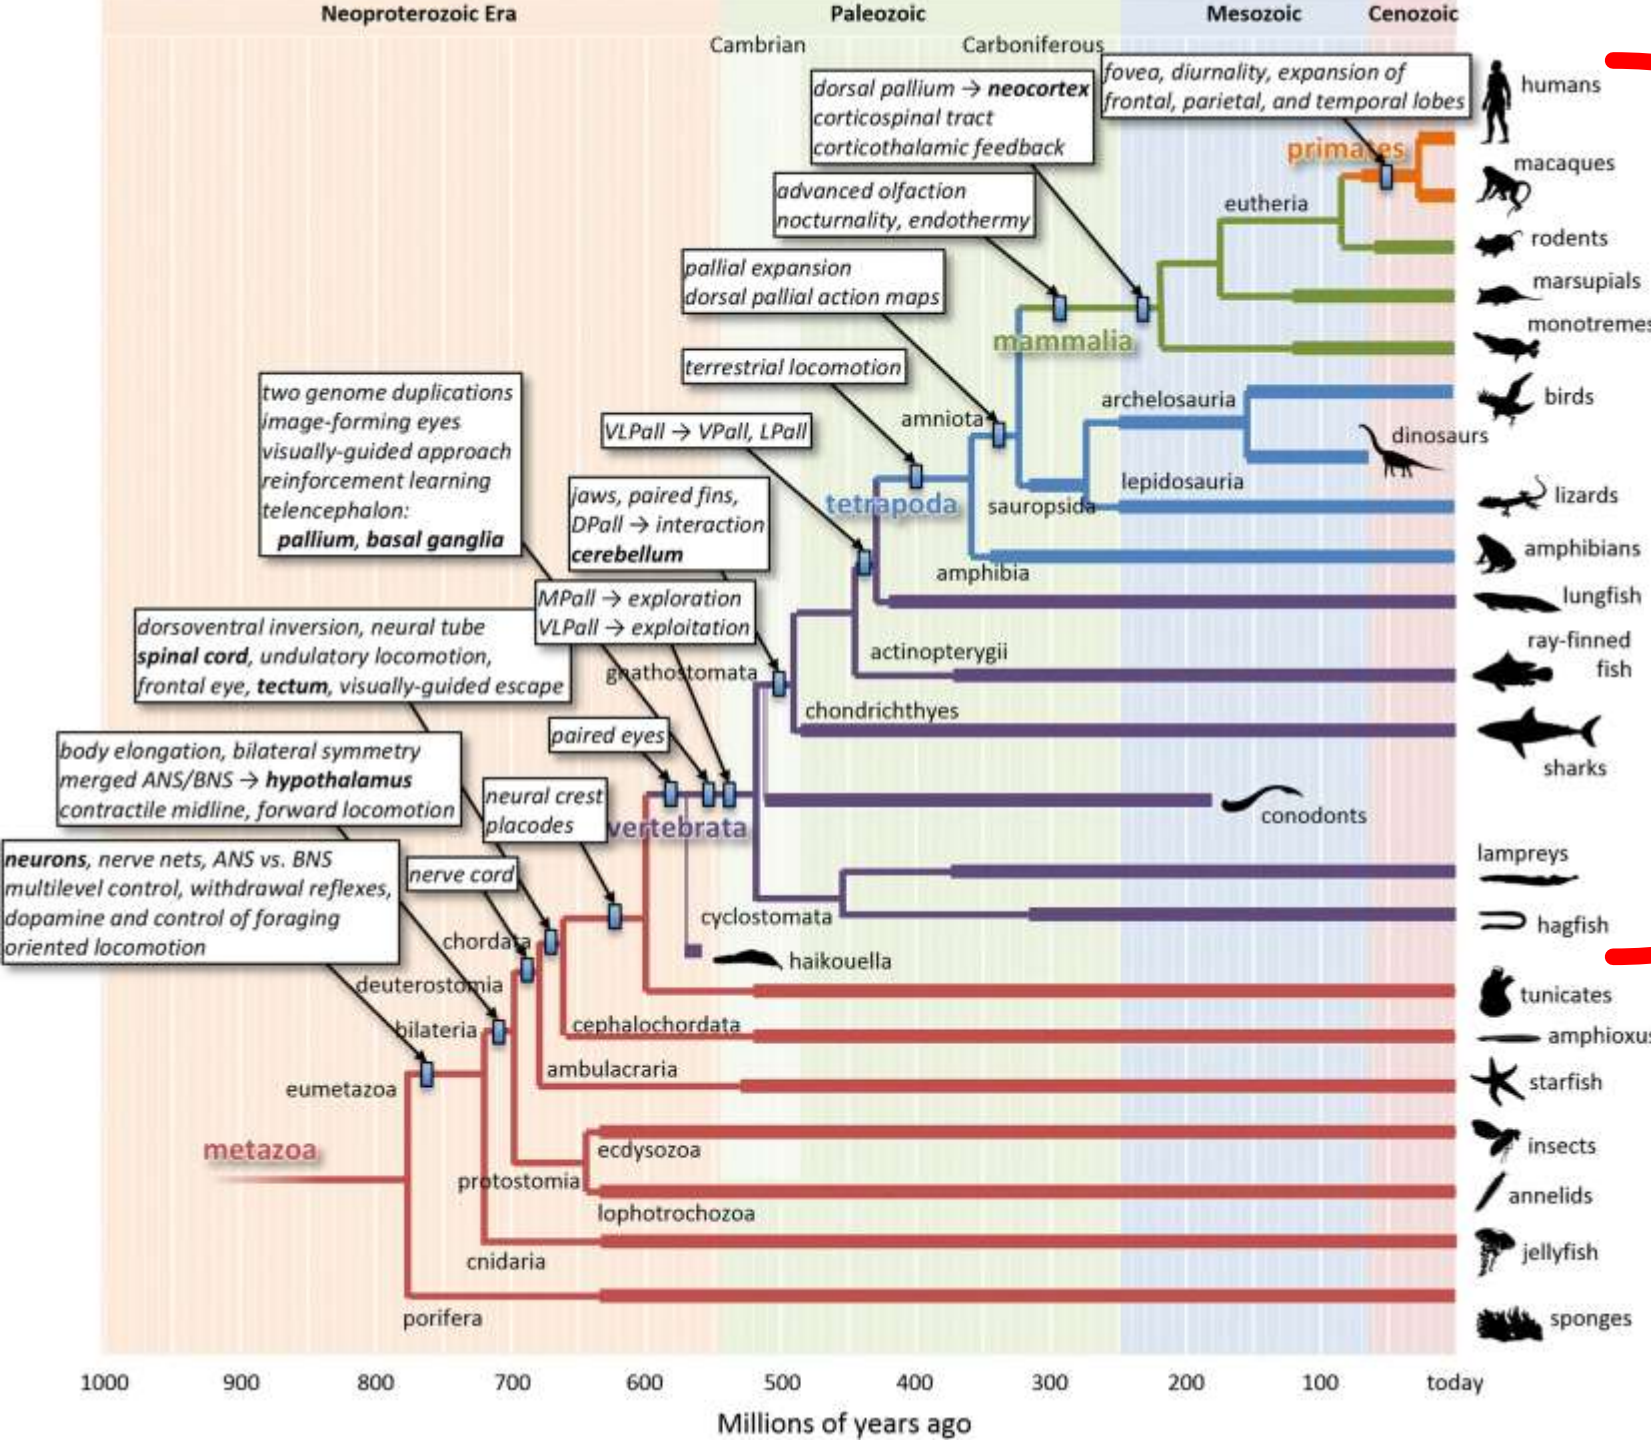 Neoproterozoic Era
Paleozoic
Mesozoic
Cenozoic
Cambrian
Carboniferous
fovea, diurnality, expansion of
frontal, parietal, and temporal lobes
humans
dorsal pallium → neocortex
corticospinal tract
corticothalamic feedback
primates
macaques
advanced olfaction
nocturnality, endothermy
eutheria
rodents
pallial expansion
dorsal pallial action maps
marsupials
monotremes
mammalia
terrestrial locomotion
two genome duplications
image-forming eyes
visually-guided approach
reinforcement learning
telencephalon:
pallium, basal ganglia
archelosauria
birds
amniota
VLPall → VPall, LPall
dinosaurs
lepidosauria
jaws, paired fins,
DPall → interaction
cerebellum
tetrapoda
sauropsida
lizards
amphibians
amphibia
MPall → exploration
VLPall → exploitation
lungfish
dorsoventral inversion, neural tube
spinal cord, undulatory locomotion,
frontal eye, tectum, visually-guided escape
actinopterygii
ray-finned
fish
gnathostomata
chondrichthyes
paired eyes
sharks
body elongation, bilateral symmetry
merged ANS/BNS → hypothalamus
contractile midline, forward locomotion
neural crest
placodes
vertebrata
conodonts
neurons, nerve nets, ANS vs. BNS
multilevel control, withdrawal reflexes,
dopamine and control of foraging
oriented locomotion
nerve cord
lampreys
cyclostomata
hagfish
chordata
haikouella
deuterostomia
tunicates
bilateria
cephalochordata
amphioxus
ambulacraria
starfish
eumetazoa
metazoa
ecdysozoa
insects
protostomia
annelids
lophotrochozoa
cnidaria
jellyfish
porifera
sponges
1000 900 800 700 600 500 400 300 200 100 today
Millions of years ago